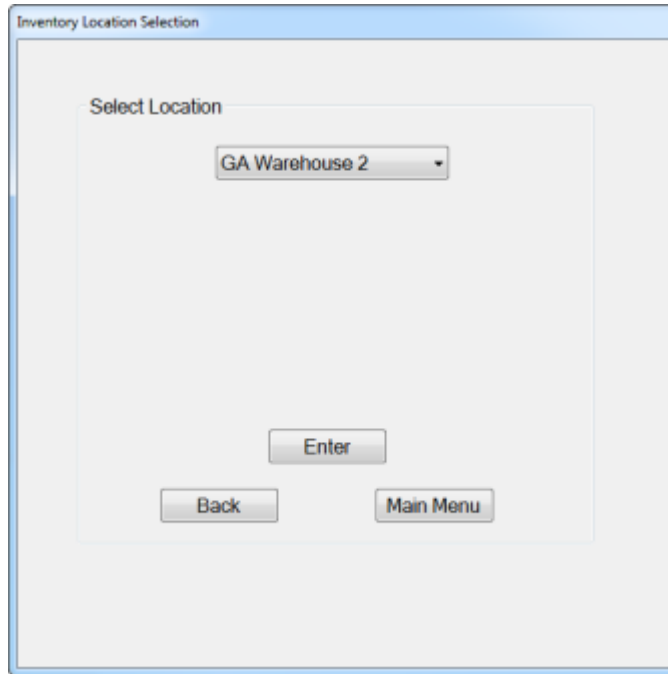 Inventory Location Selection
Select Location
GA Warehouse 2
Enter
Back
Main Menu